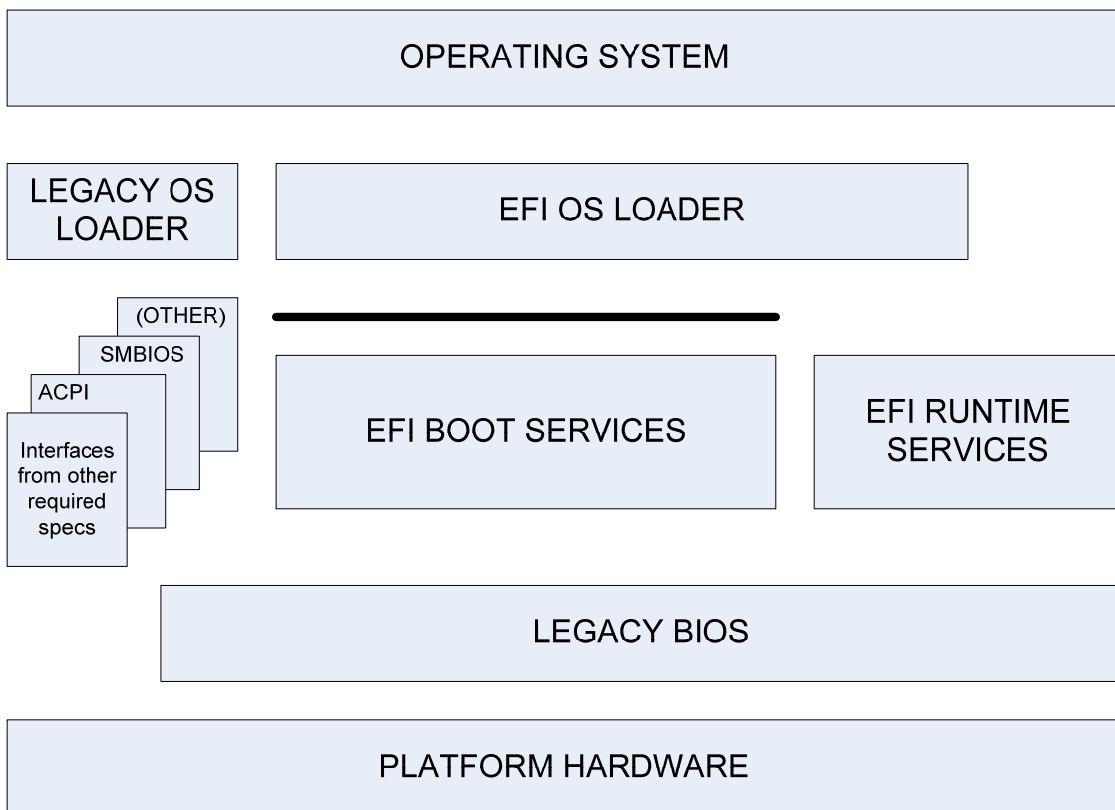 OPERATING SYSTEM
LEGACY OS
LOADER
EFI OS LOADER
(OTHER)
SMBIOS
ACPI
Interfaces
from other
required
specs
EFI BOOT SERVICES
EFI RUNTIME
SERVICES
LEGACY BIOS
PLATFORM HARDWARE